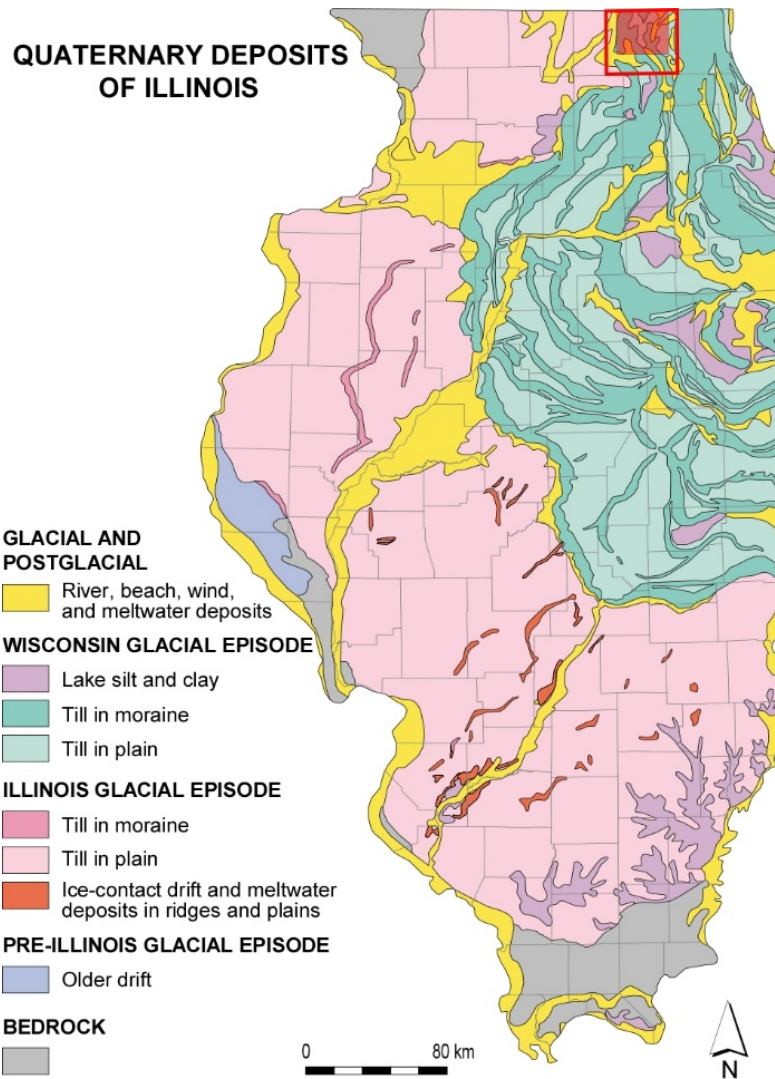 QUATERNARY DEPOSITS
OF ILLINOIS
GLACIAL AND
POSTGLACIAL
River, beach, wind,
and meltwater deposits
WISCONSIN GLACIAL EPISODE
Lake silt and clay
Till in moraine
Till in plain
ILLINOIS GLACIAL EPISODE
Till in moraine
Till in plain
Ice-contact drift and meltwater
deposits in ridges and plains
PRE-ILLINOIS GLACIAL EPISODE
Older drift
BEDROCK
0 80 km
N